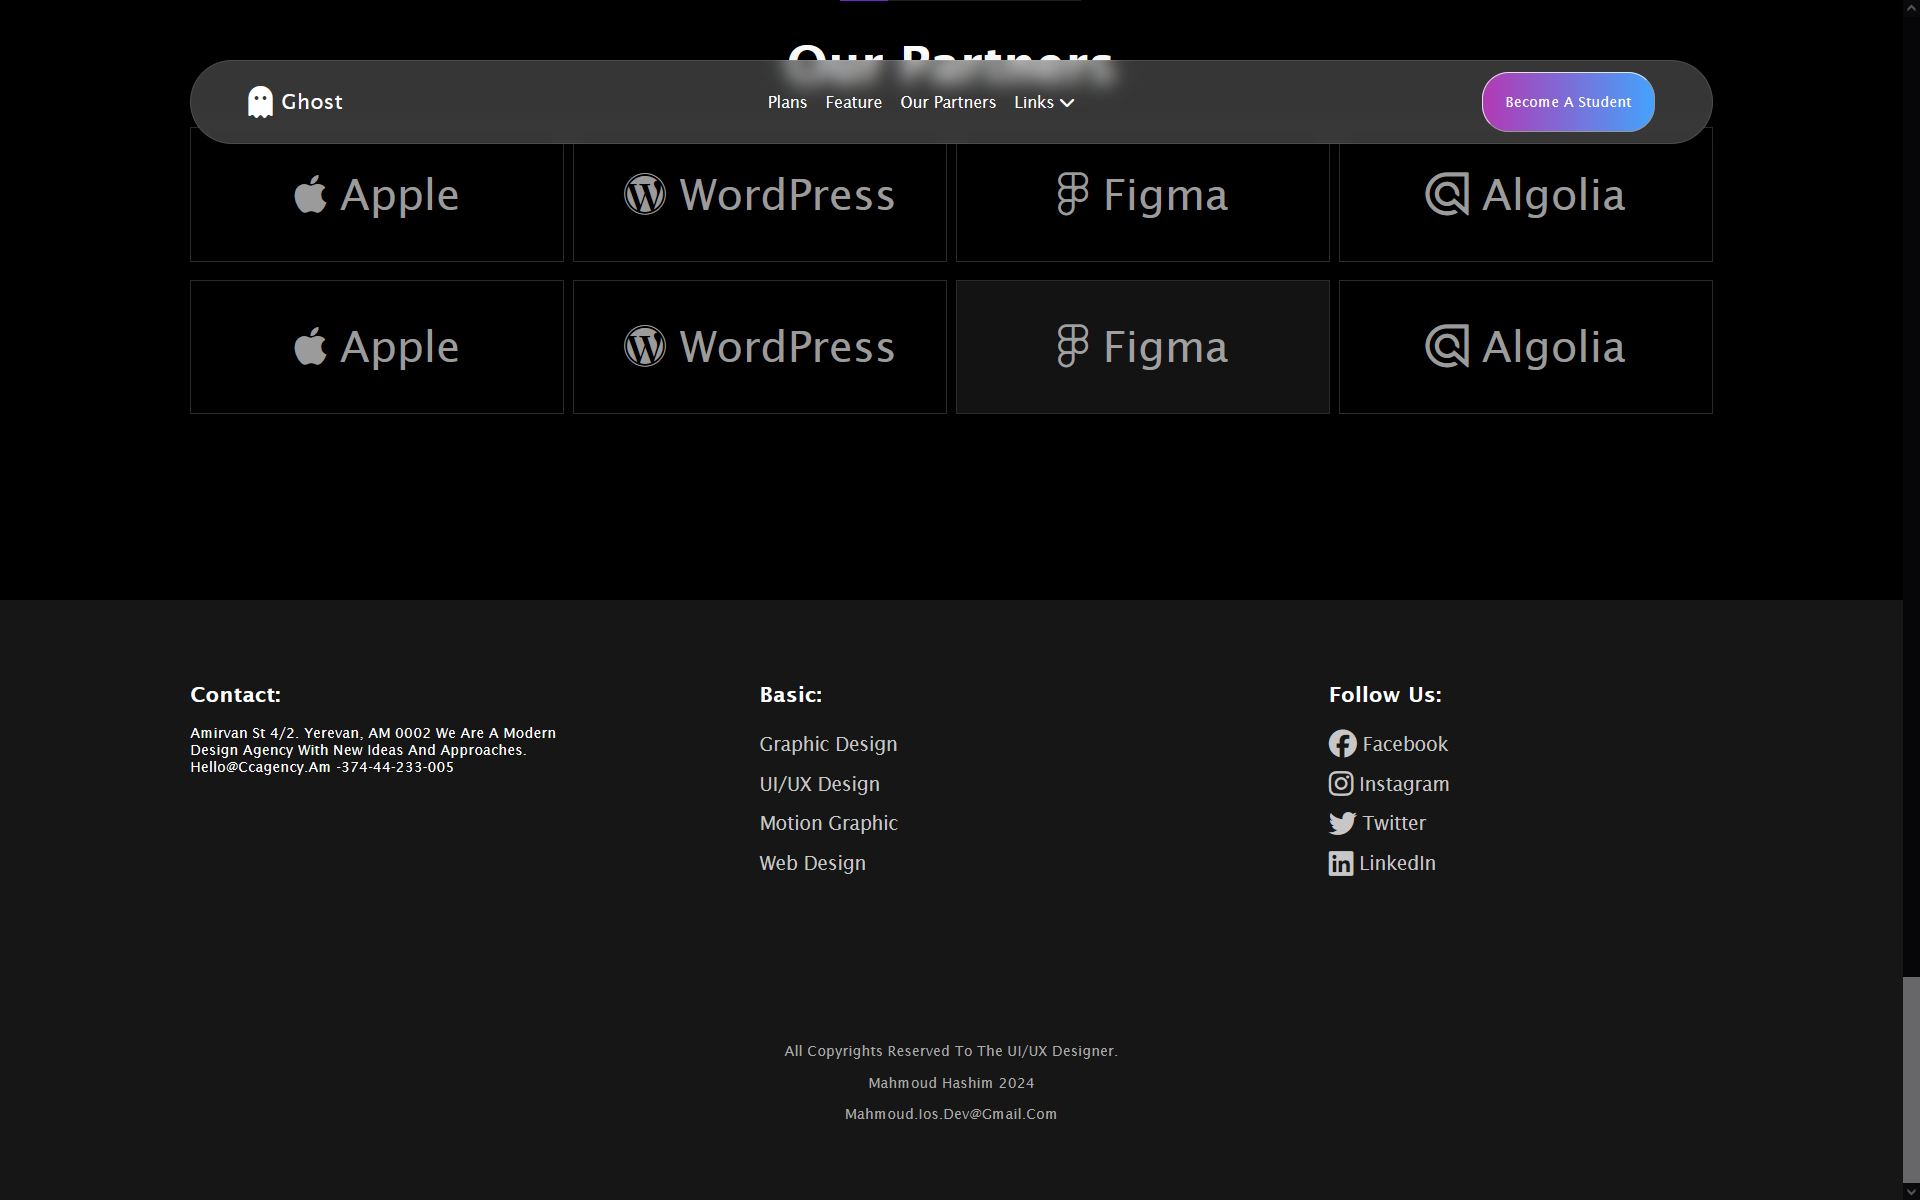 Our Partners
Ghost
Plans
Feature
Our Partners
Links
Become A Student
Apple
WordPress
Figma
Algolia
Apple
WordPress
Figma
Algolia
Contact:
Amirvan St 4/2. Yerevan, AM 0002 We Are A Modern
Design Agency With New Ideas And Approaches.
Hello@Ccagency.Am -374-44-233-005
Basic:
Graphic Design
UI/UX Design
Motion Graphic
Web Design
Follow Us:
Facebook
Instagram
Twitter
LinkedIn
All Copyrights Reserved To The UI/UX Designer.
Mahmoud Hashim 2024
Mahmoud.Ios.Dev@Gmail.Com